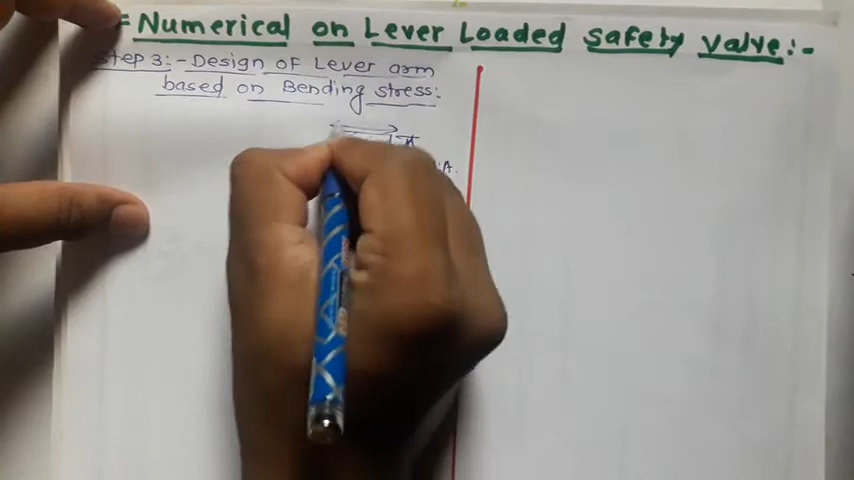 Numerical on Lever Loaded safety valve:-
Step 3:- Design of Lever arm
based on Bending stress: